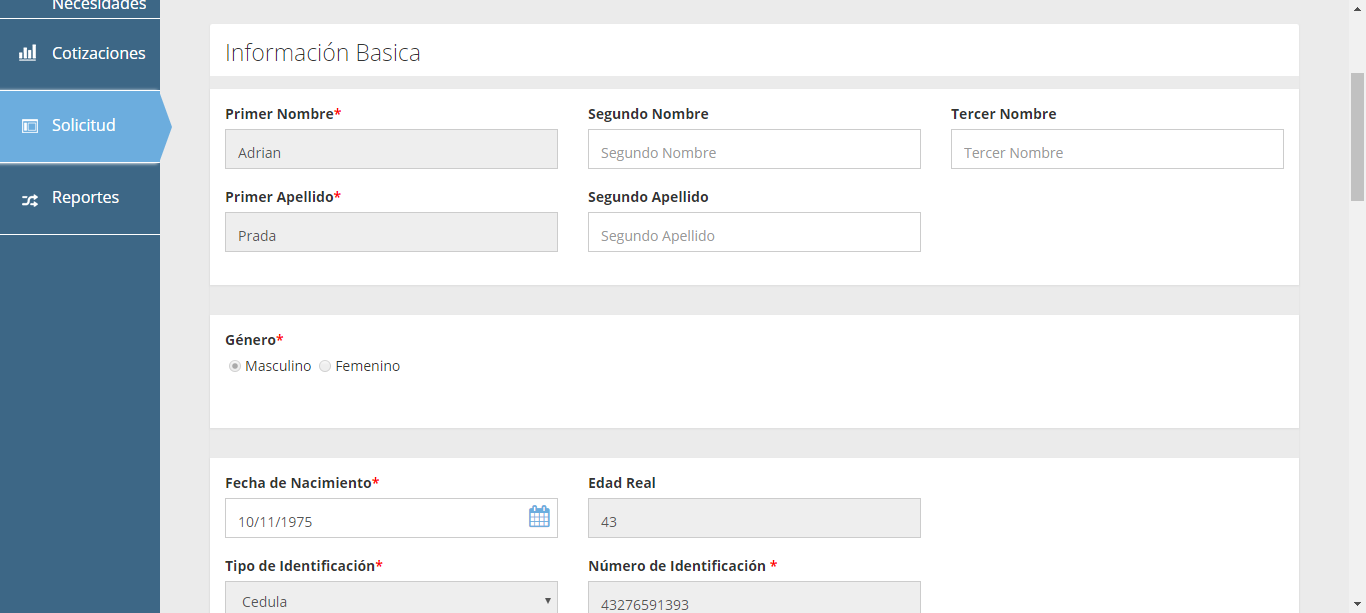 Necesidades
Cotizaciones
Solicitud
Reportes
Información Basica
Primer Nombre* Segundo Nombre Tercer Nombre
Adrian Segundo Nombre Tercer Nombre
Primer Apellido* Segundo Apellido
Prada Segundo Apellido
Género*
Masculino Femenino
Fecha de Nacimiento* Edad Real
10/11/1975 43
Tipo de Identificación* Número de Identificación *
Cedula 43276591393